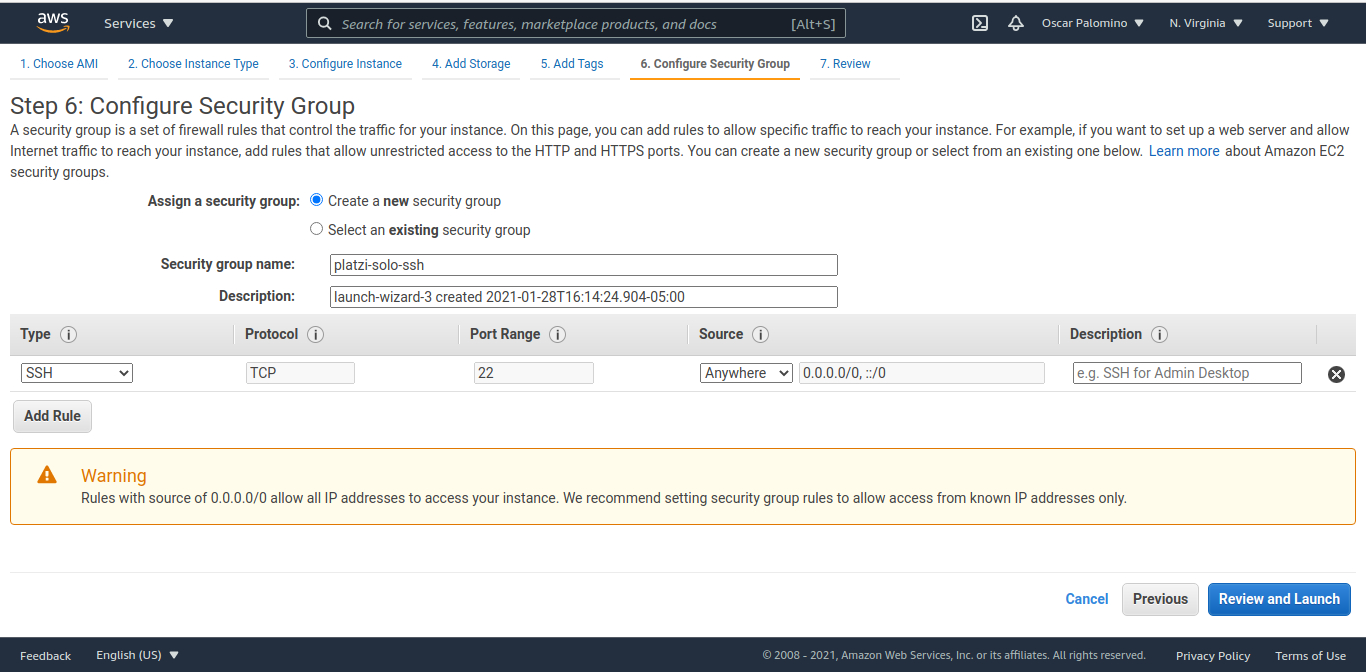 aws Services Search for services, features, marketplace products, and docs [Alt+S] Oscar Palomino N. Virginia Support
1. Choose AMI 2. Choose Instance Type 3. Configure Instance 4. Add Storage 5. Add Tags 6. Configure Security Group 7. Review
Step 6: Configure Security Group
A security group is a set of firewall rules that control the traffic for your instance. On this page, you can add rules to allow specific traffic to reach your instance. For example, if you want to set up a web server and allow
Internet traffic to reach your instance, add rules that allow unrestricted access to the HTTP and HTTPS ports. You can create a new security group or select from an existing one below. Learn more about Amazon EC2
security groups.
Assign a security group: Create a new security group
Select an existing security group
Security group name: platzi-solo-ssh
Description: launch-wizard-3 created 2021-01-28T16:14:24.904-05:00
Type i Protocol i Port Range i Source i Description i
SSH TCP 22 Anywhere 0.0.0.0/0, ::/0 e.g. SSH for Admin Desktop
Add Rule
Warning
Rules with source of 0.0.0.0/0 allow all IP addresses to access your instance. We recommend setting security group rules to allow access from known IP addresses only.
Cancel Previous Review and Launch
Feedback English (US) © 2008 - 2021, Amazon Web Services, Inc. or its affiliates. All rights reserved. Privacy Policy Terms of Use